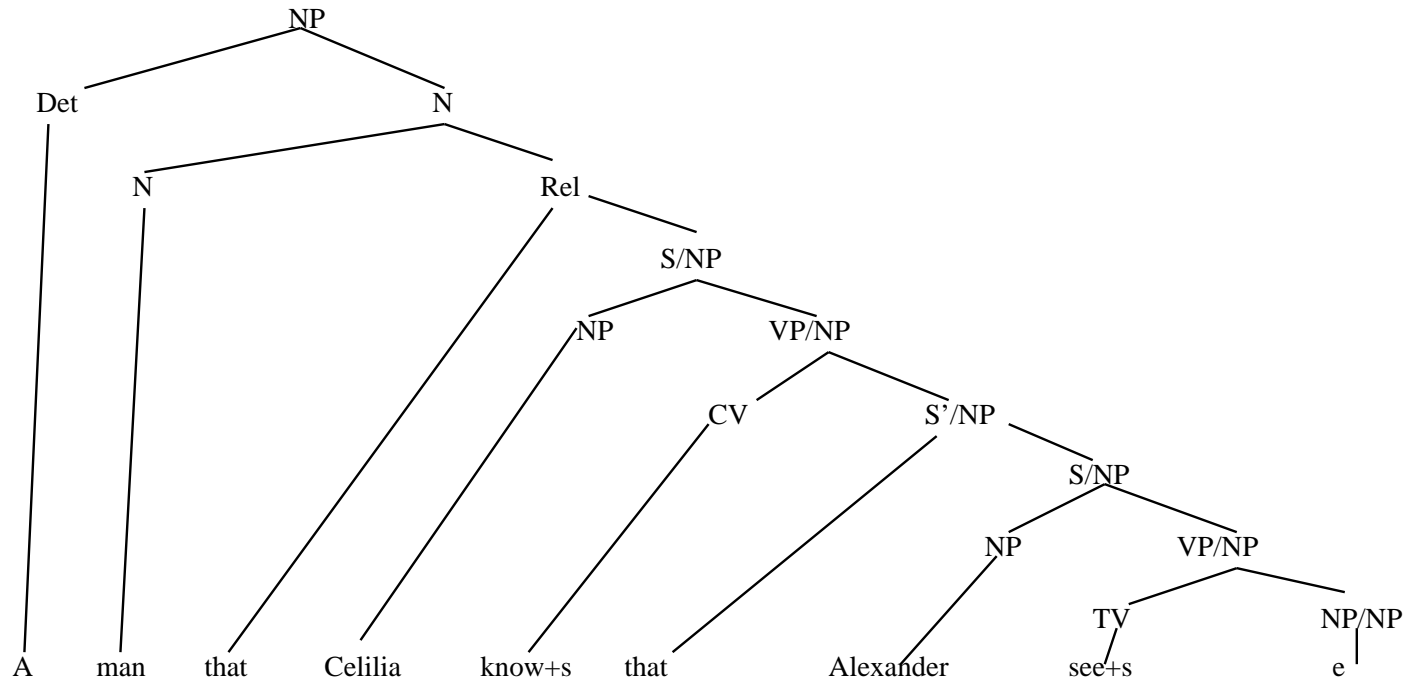 NP
Det N
N Rel
S/NP
NP VP/NP
CV S’/NP
S/NP
NP VP/NP
TV NP/NP
A man that Celilia know+s that Alexander see+s e